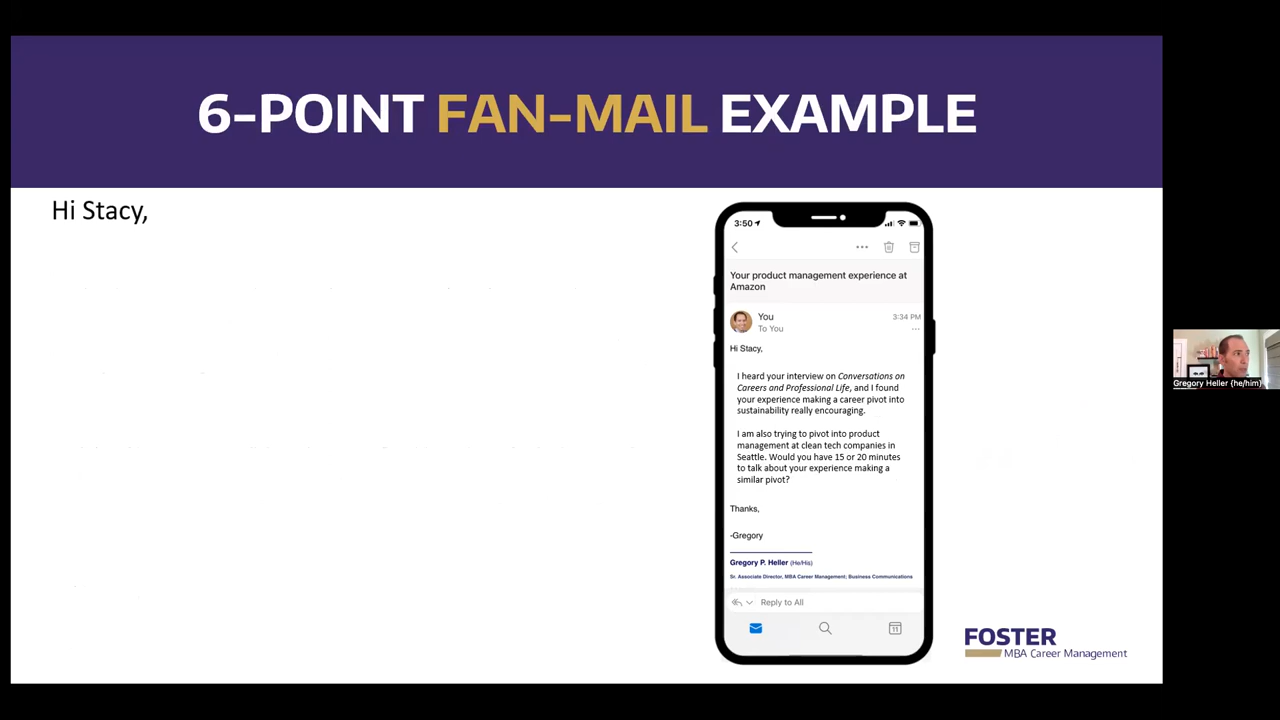 6-POINT FAN-MAIL EXAMPLE
Hi Stacy,
3:50
Your product management experience at
Amazon
You
3:34 PM
To You
Hi Stacy,
I heard your interview on Conversations on
Careers and Professional Life, and I found
your experience making a career pivot into
sustainability really encouraging.
I am also trying to pivot into product
management at clean tech companies in
Seattle. Would you have 15 or 20 minutes
to talk about your experience making a
similar pivot?
Thanks,
-Gregory
Gregory P. Heller (He/His)
Sr. Associate Director, MBA Career Management; Business Communications
Reply to All
11
FOSTER
MBA Career Management
Gregory Heller (he/him)